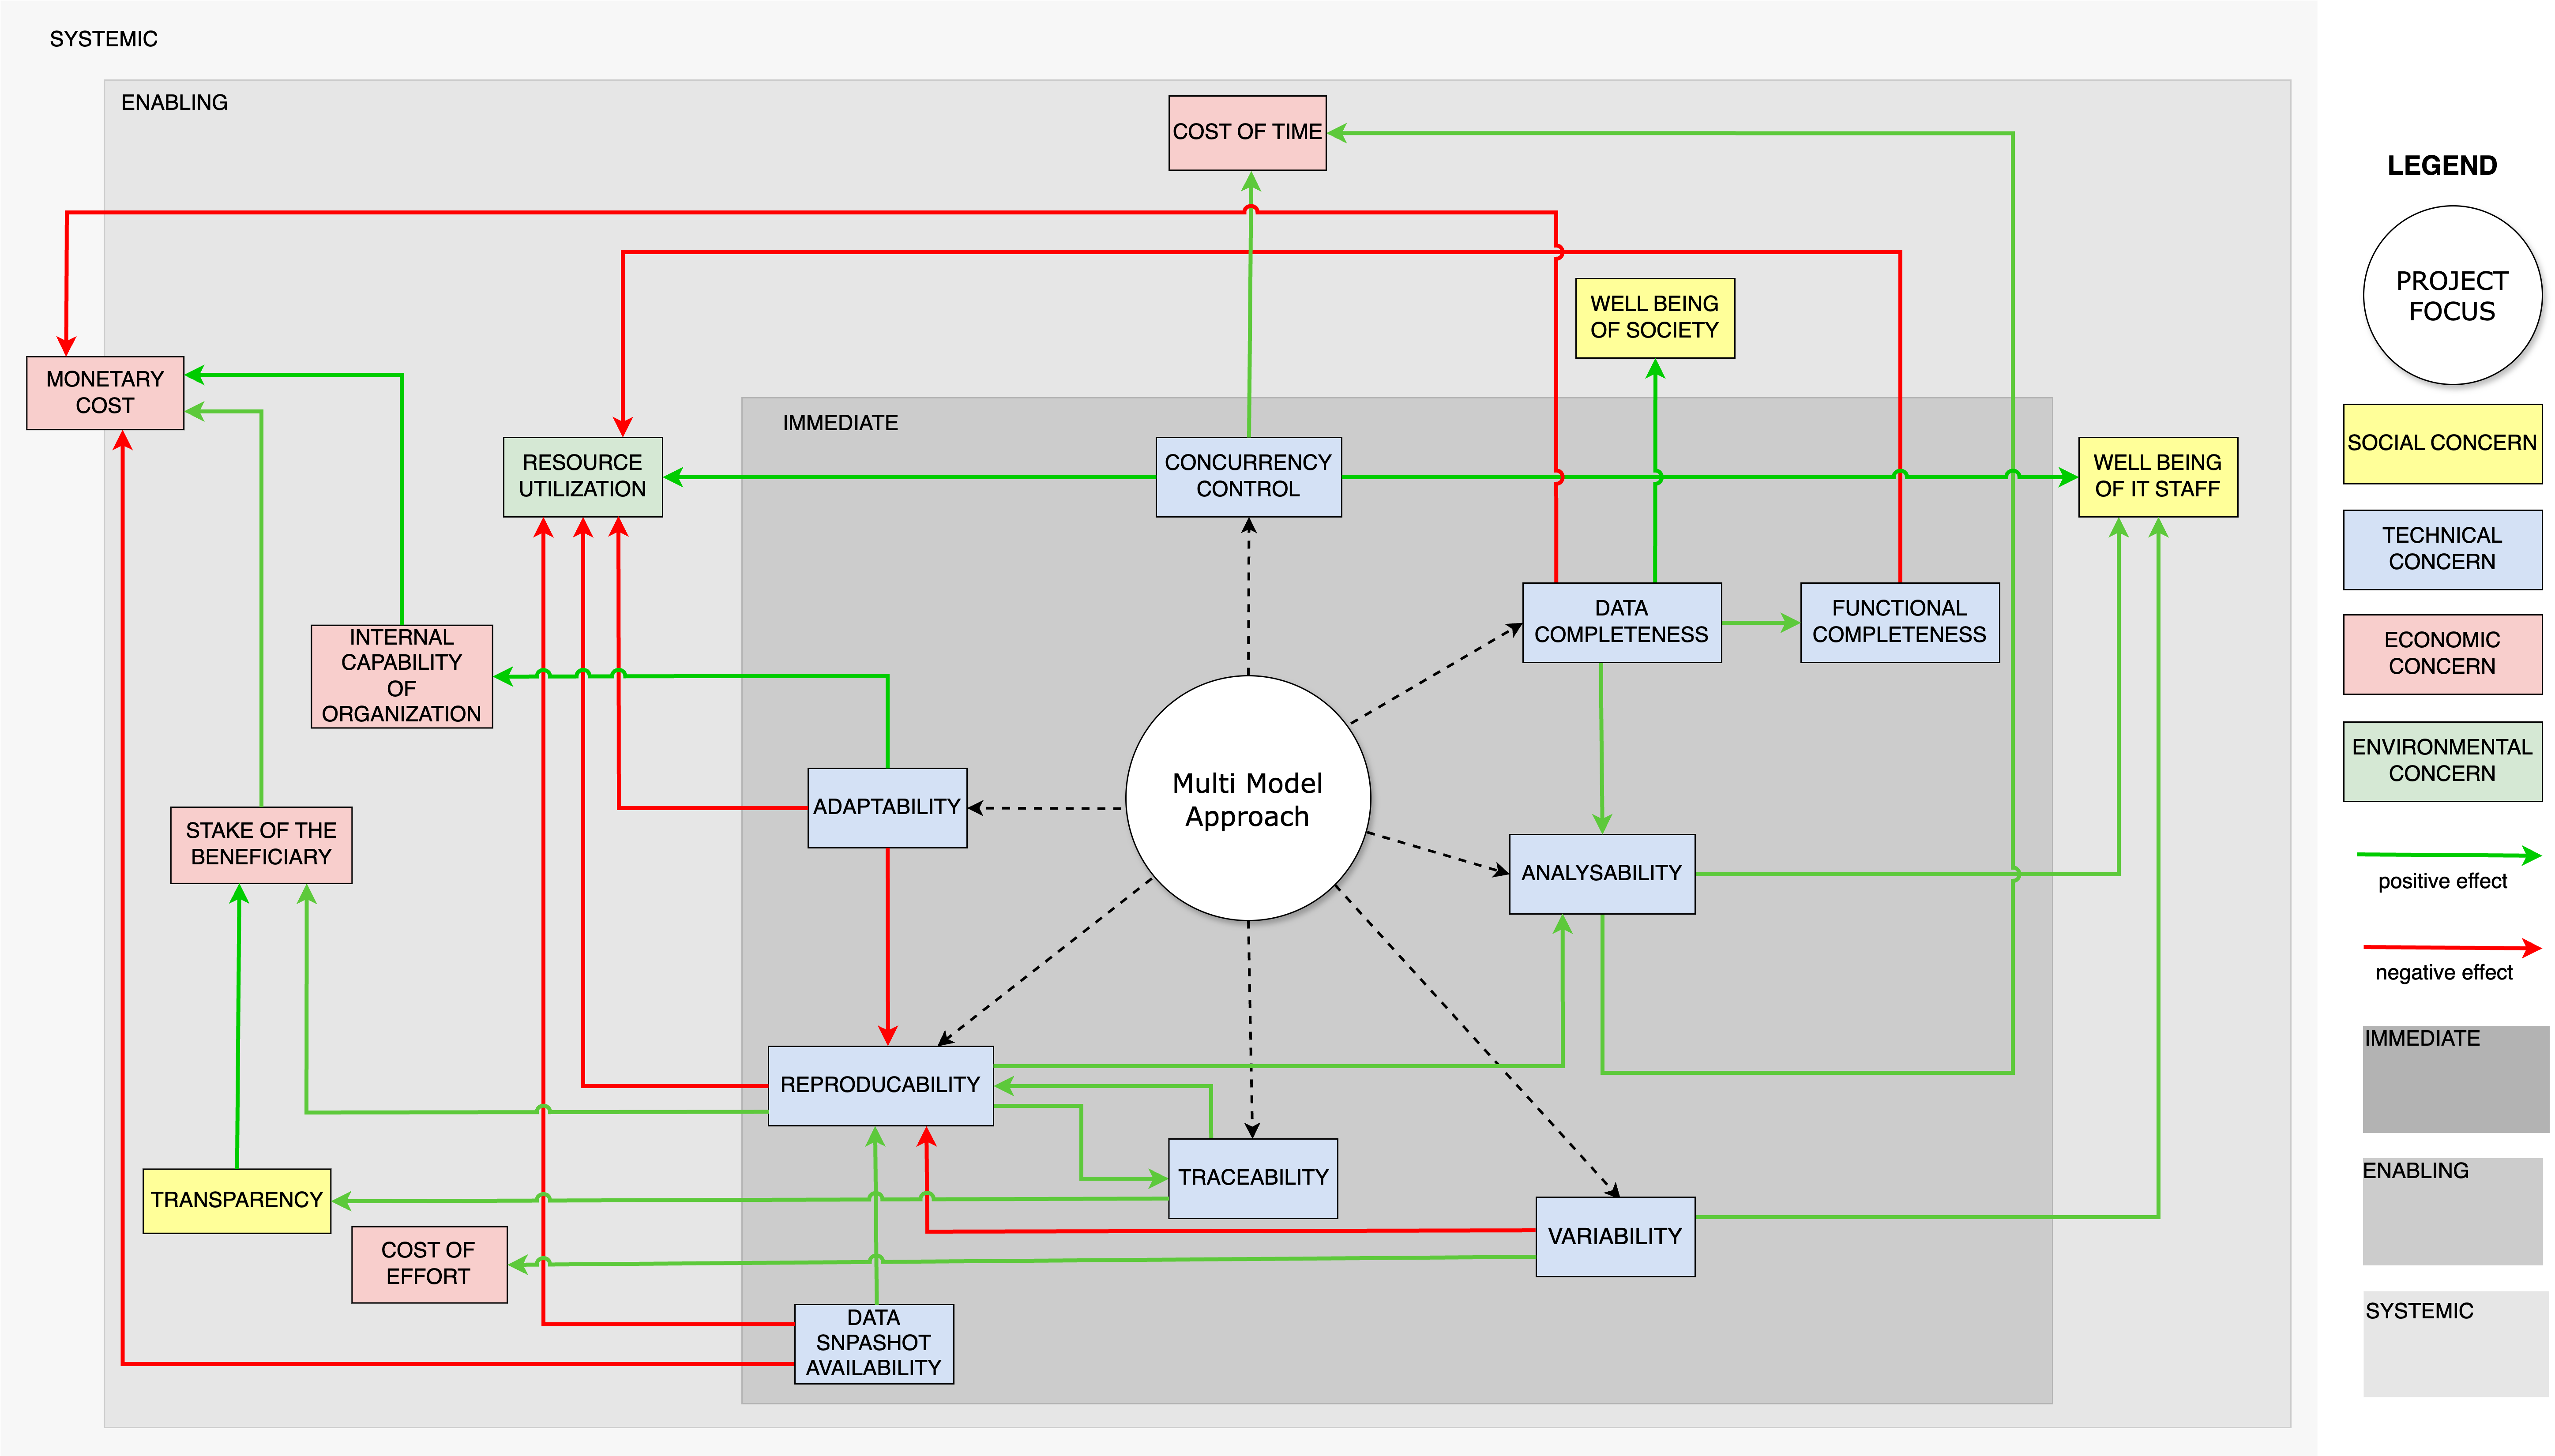 SYSTEMIC
ENABLING
COST OF TIME
WELL BEING
OF SOCIETY
MONETARY
COST
IMMEDIATE
RESOURCE
UTILIZATION
CONCURRENCY
CONTROL
WELL BEING
OF IT STAFF
DATA
COMPLETENESS
FUNCTIONAL
COMPLETENESS
INTERNAL
CAPABILITY
OF
ORGANIZATION
Multi Model
Approach
ADAPTABILITY
STAKE OF THE
BENEFICIARY
ANALYSABILITY
REPRODUCABILITY
TRACEABILITY
TRANSPARENCY
VARIABILITY
COST OF
EFFORT
DATA
SNPASHOT
AVAILABILITY
LEGEND
PROJECT
FOCUS
SOCIAL CONCERN
TECHNICAL
CONCERN
ECONOMIC
CONCERN
ENVIRONMENTAL
CONCERN
positive effect
negative effect
IMMEDIATE
ENABLING
SYSTEMIC